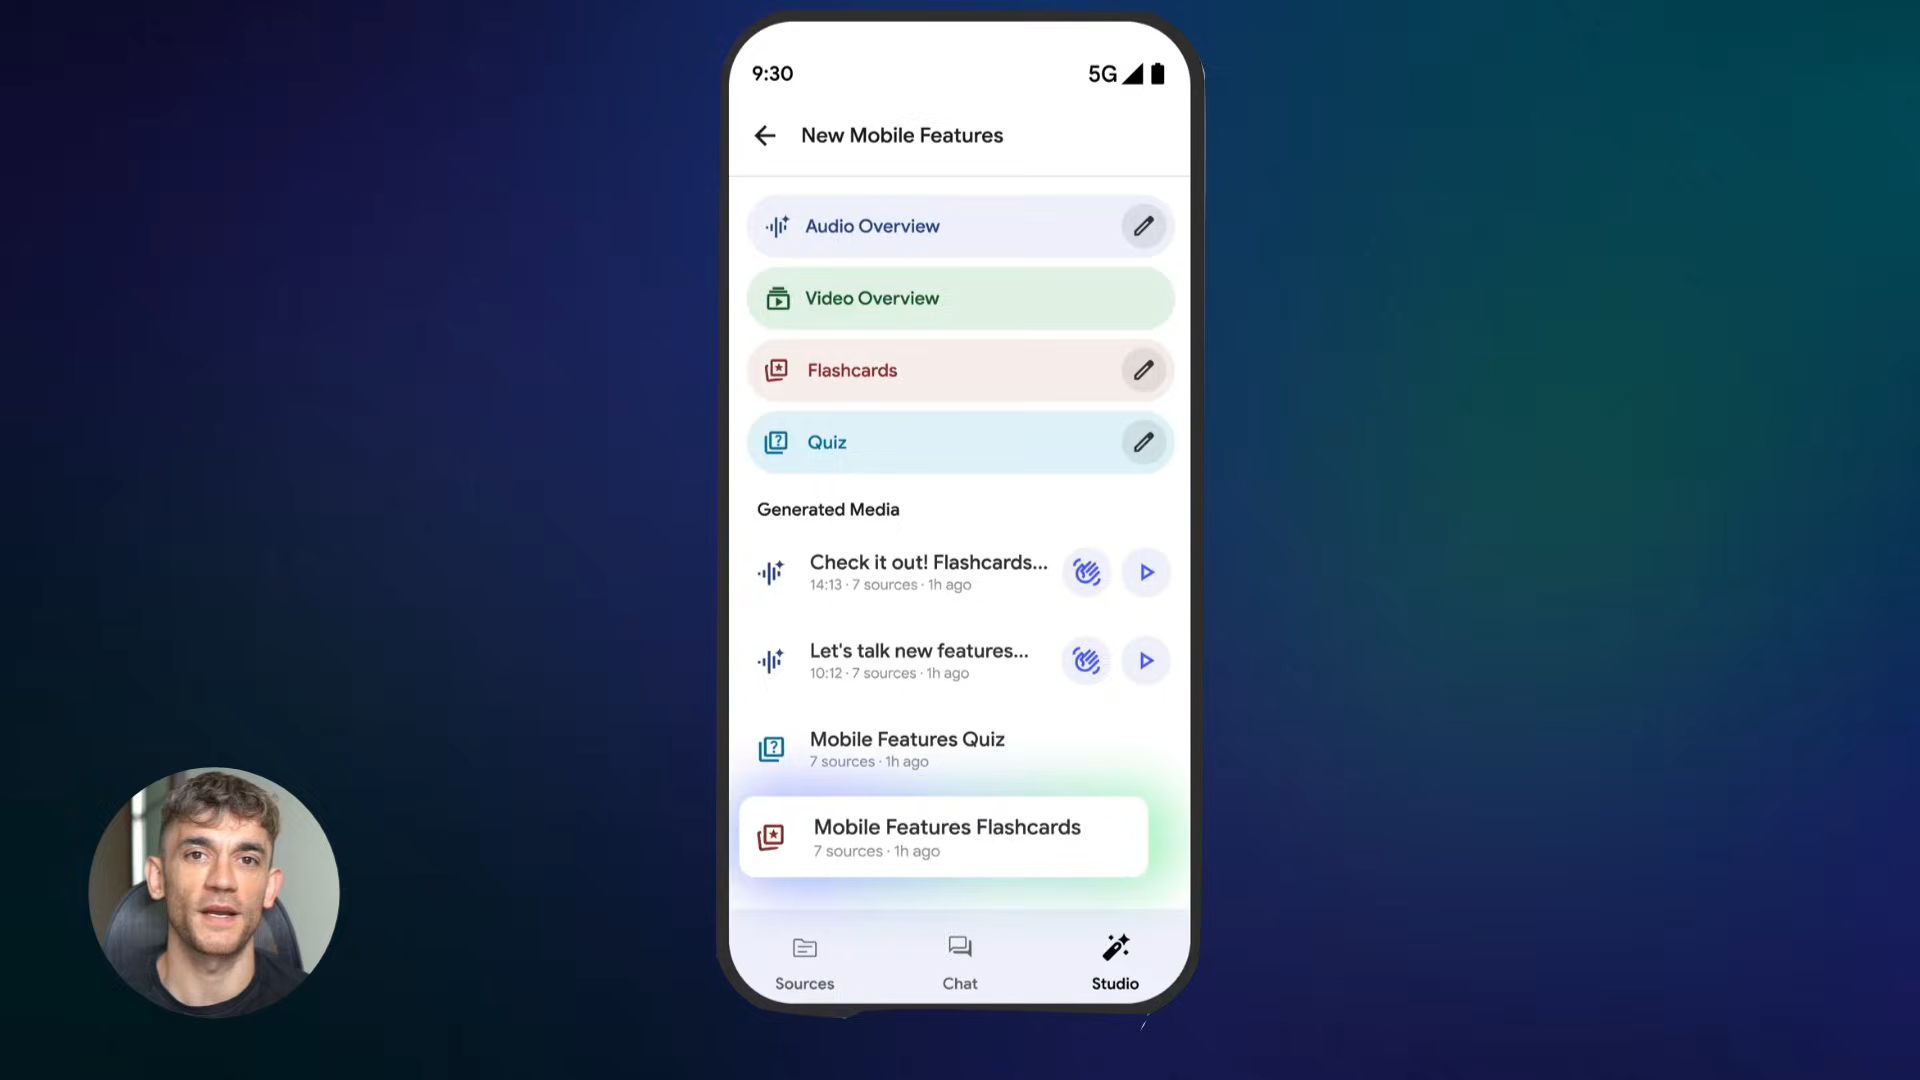 9:30
5G
New Mobile Features
Audio Overview
Video Overview
Flashcards
Quiz
Generated Media
Check it out! Flashcards...
14:13 · 7 sources · 1h ago
Let's talk new features...
10:12 · 7 sources · 1h ago
Mobile Features Quiz
7 sources · 1h ago
Mobile Features Flashcards
7 sources · 1h ago
Sources
Chat
Studio